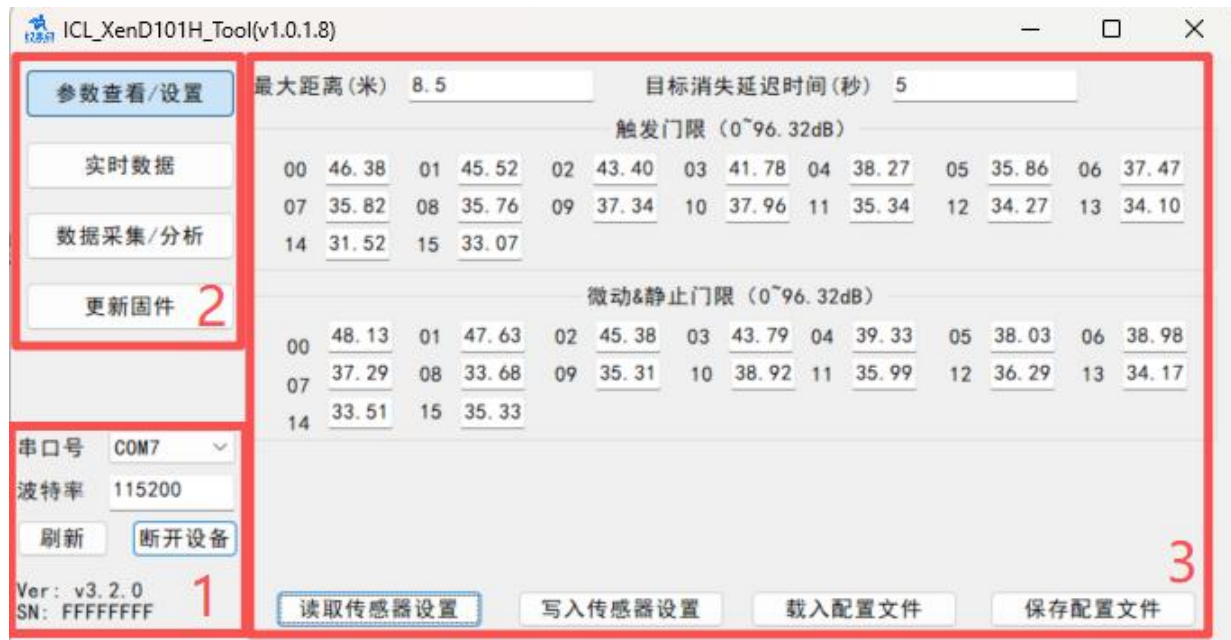 ICL_XenD101H_Tool(v1.0.1.8)
参数查看/设置
实时数据
数据采集/分析
更新固件
2
串口号 COM7
波特率 115200
刷新 断开设备
Ver: v3.2.0
SN: FFFFFFFF
1
最大距离(米) 8.5 目标消失延迟时间(秒) 5
触发门限（0~96.32dB）
00 46.38 01 45.52 02 43.40 03 41.78 04 38.27 05 35.86 06 37.47
07 35.82 08 35.76 09 37.34 10 37.96 11 35.34 12 34.27 13 34.10
14 31.52 15 33.07
微动&静止门限（0~96.32dB）
00 48.13 01 47.63 02 45.38 03 43.79 04 39.33 05 38.03 06 38.98
07 37.29 08 33.68 09 35.31 10 38.92 11 35.99 12 36.29 13 34.17
14 33.51 15 35.33
3
读取传感器设置 写入传感器设置 载入配置文件 保存配置文件